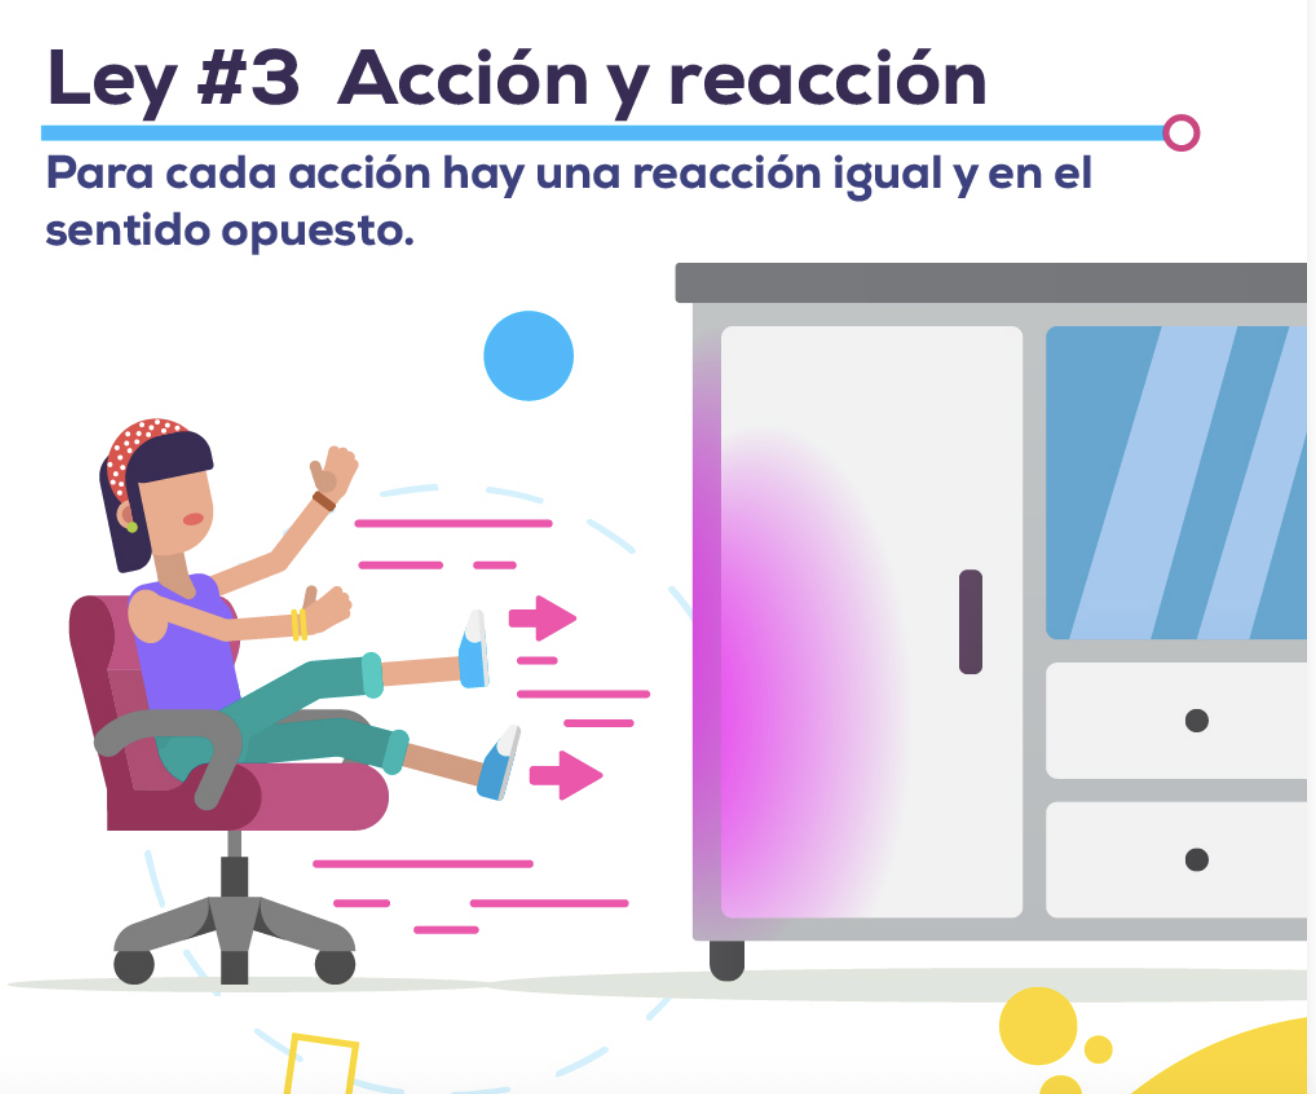 Ley #3 Acción y reacción
Para cada acción hay una reacción igual y en el
sentido opuesto.